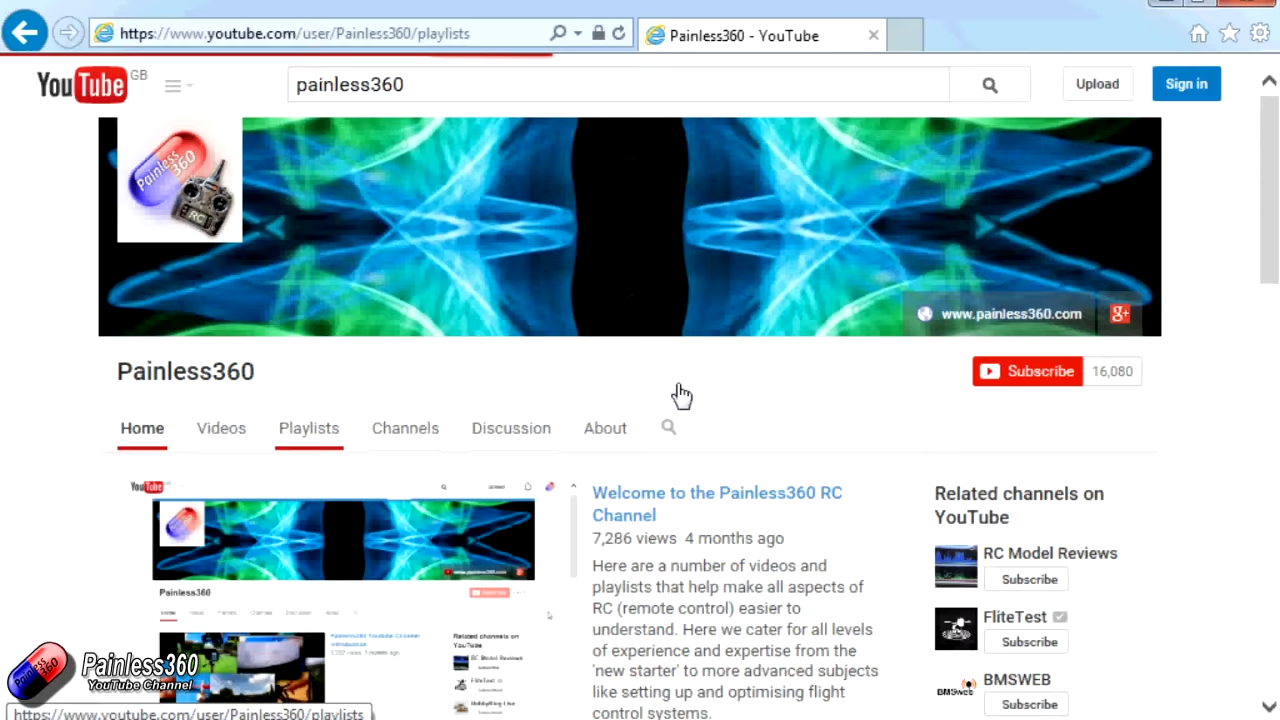 https://www.youtube.com/user/Painless360/playlists
Painless360 - YouTube
YouTube GB
painless360
Upload
Sign in
Painless360
RC
www.painless360.com
g+
Painless360
Subscribe
16,080
Home
Videos
Playlists
Channels
Discussion
About
YouTube
Painless360
Welcome to the Painless360 RC
Channel
7,286 views 4 months ago
Here are a number of videos and
playlists that help make all aspects of
RC (remote control) easier to
understand. Here we cater for all levels
of experience and expertise from the
'new starter' to more advanced subjects
like setting up and optimising flight
control systems.
Related channels on
YouTube
RC Model Reviews
Subscribe
FliteTest
Subscribe
BMSWEB
BMSweb
Subscribe
Painless360
Painless360
YouTube Channel
https://www.youtube.com/user/Painless360/playlists